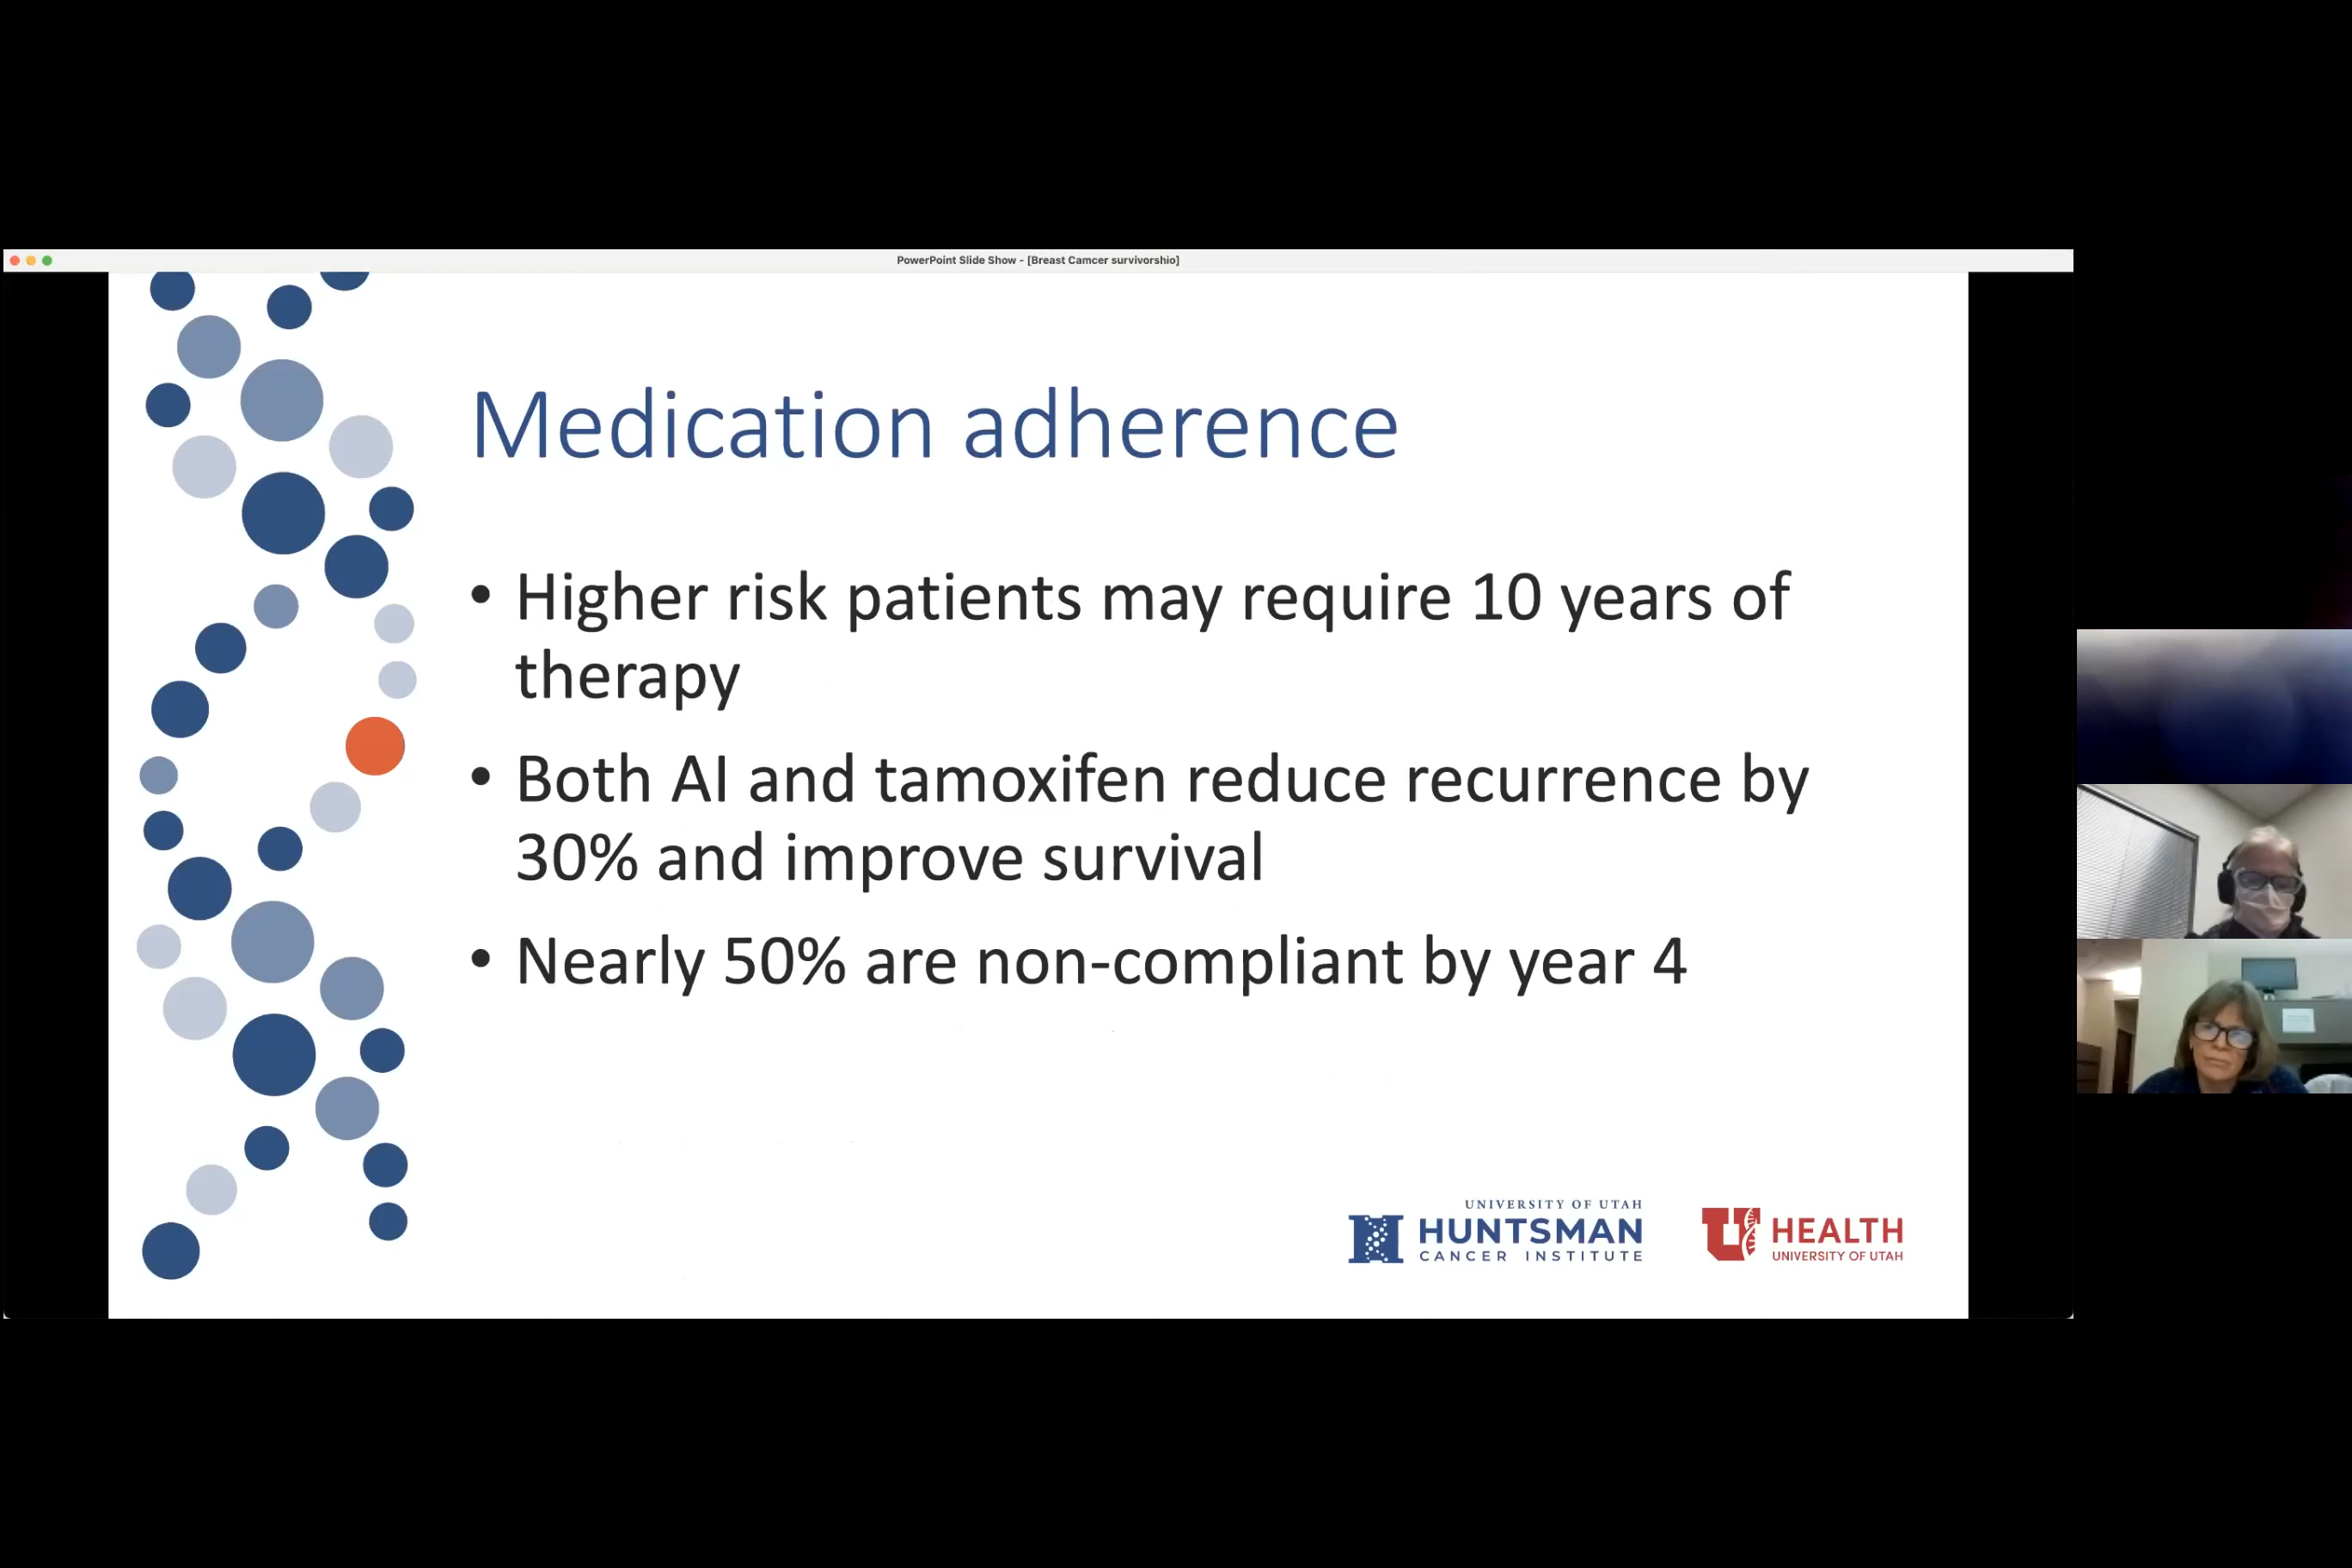 PowerPoint Slide Show - [Breast Camcer survivorshio]
Medication adherence
• Higher risk patients may require 10 years of
therapy
• Both AI and tamoxifen reduce recurrence by
30% and improve survival
• Nearly 50% are non-compliant by year 4
UNIVERSITY OF UTAH
HUNTSMAN
CANCER INSTITUTE
U HEALTH
UNIVERSITY OF UTAH